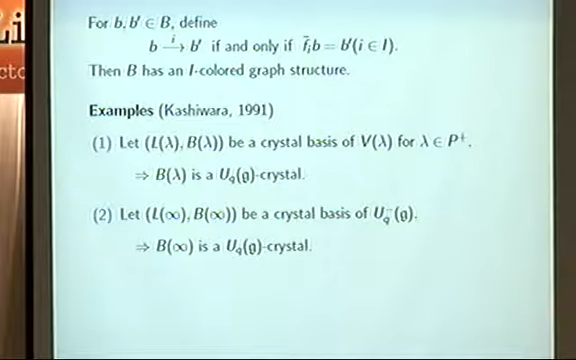 For b, b′ ∈ B, define
b —i→ b′ if and only if f̃ᵢb = b′(i ∈ I).
Then B has an I-colored graph structure.
Examples (Kashiwara, 1991)
(1) Let (L(λ), B(λ)) be a crystal basis of V(λ) for λ ∈ P⁺.
⇒ B(λ) is a U_q(𝔤)-crystal.
(2) Let (L(∞), B(∞)) be a crystal basis of U_q⁻(𝔤).
⇒ B(∞) is a U_q(𝔤)-crystal.